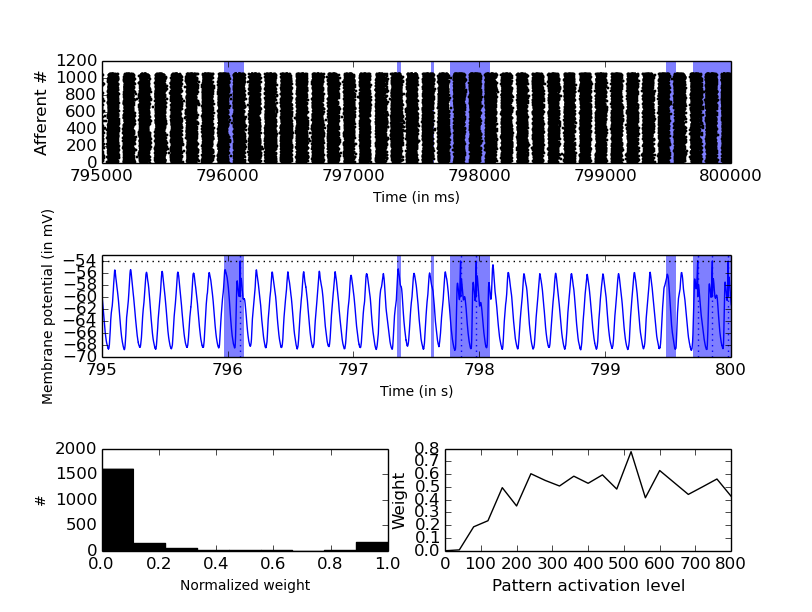 1200
1000
800
600
400
200
0
Afferent #
795000 796000 797000 798000 799000 800000
Time (in ms)
−54
−56
−58
−60
−62
−64
−66
−68
−70
Membrane potential (in mV)
795 796 797 798 799 800
Time (in s)
2000
1500
1000
500
0
#
0.0 0.2 0.4 0.6 0.8 1.0
Normalized weight
0.8
0.7
0.6
0.5
0.4
0.3
0.2
0.1
0.0
Weight
0 100 200 300 400 500 600 700 800
Pattern activation level